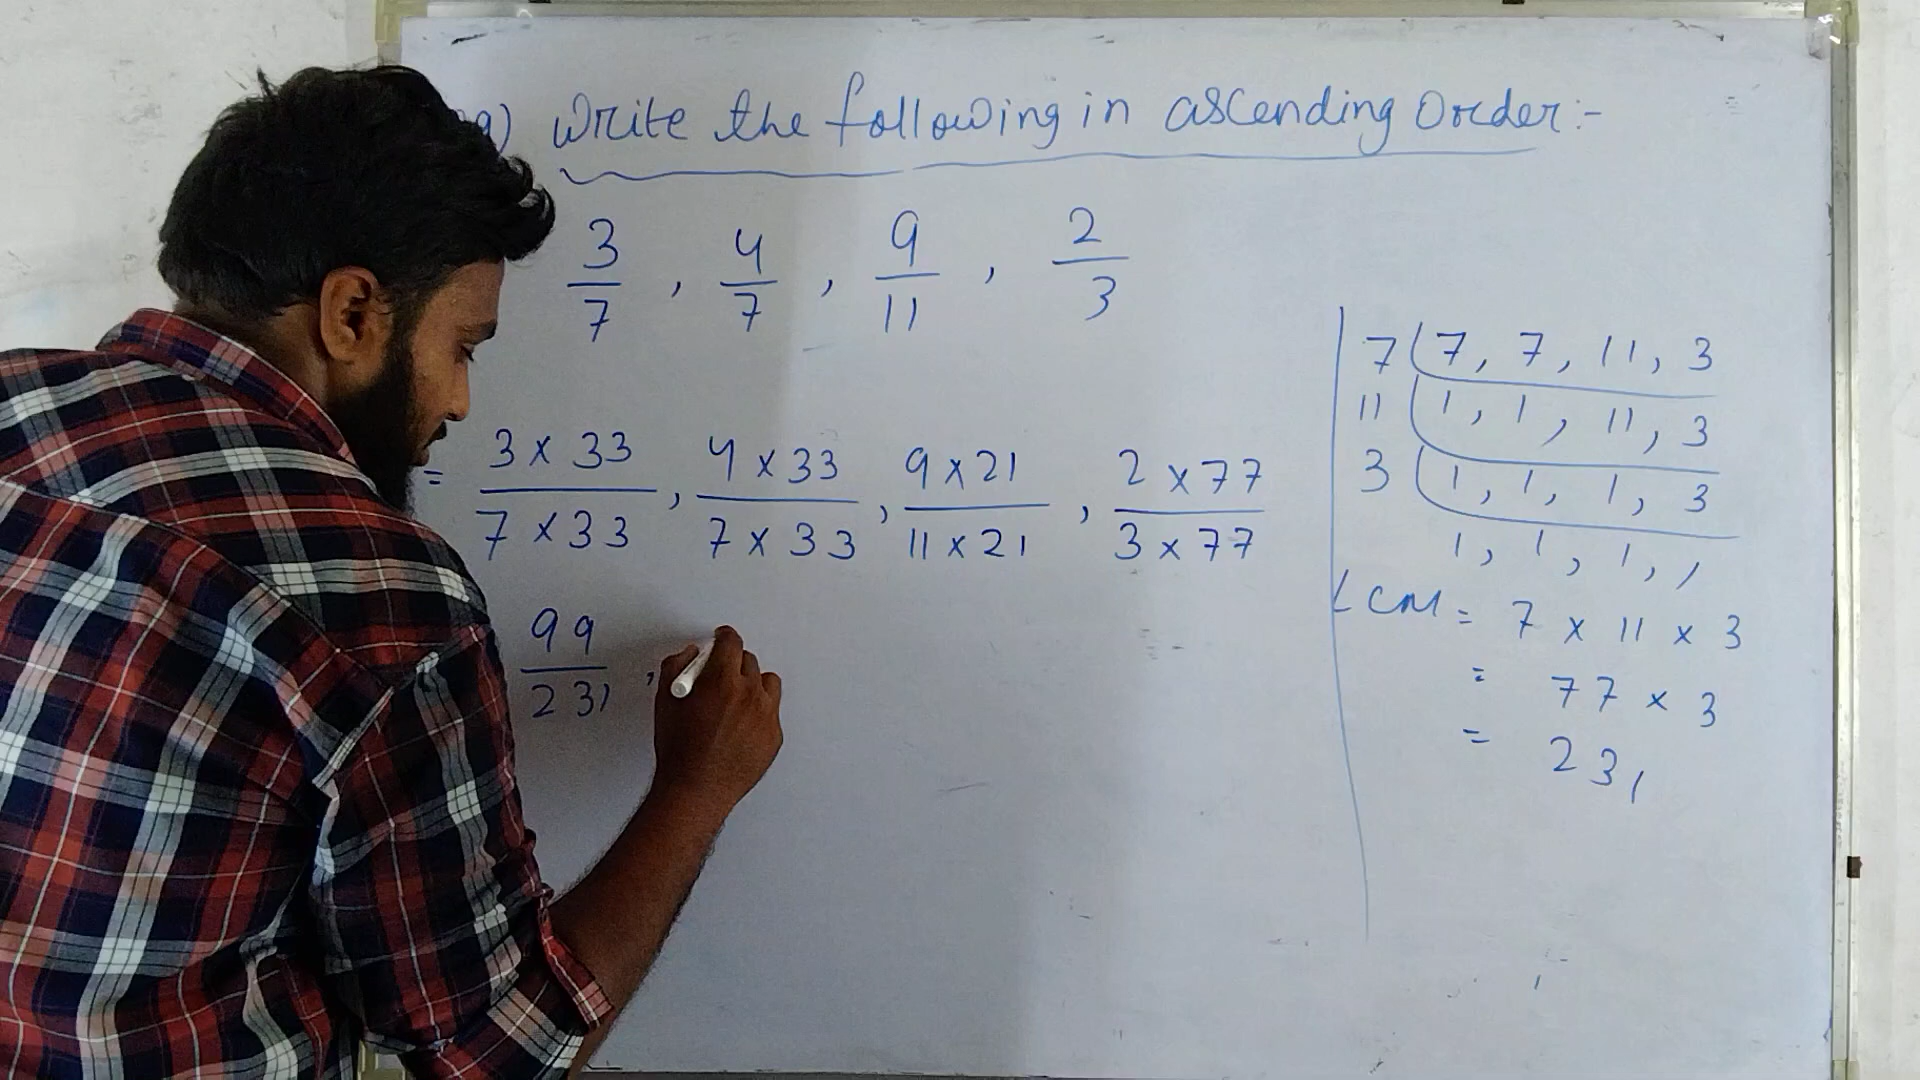 a) Write the following in ascending Order:-
3/7 , 4/7 , 9/11 , 2/3
= 3 x 33 / 7 x 33 , 4 x 33 / 7 x 33 , 9 x 21 / 11 x 21 , 2 x 77 / 3 x 77
99 / 231 ,
7 ( 7, 7, 11, 3
11 ( 1, 1, 11, 3
3 ( 1, 1, 1, 3
1, 1, 1, 1
LCM = 7 x 11 x 3
= 77 x 3
= 231